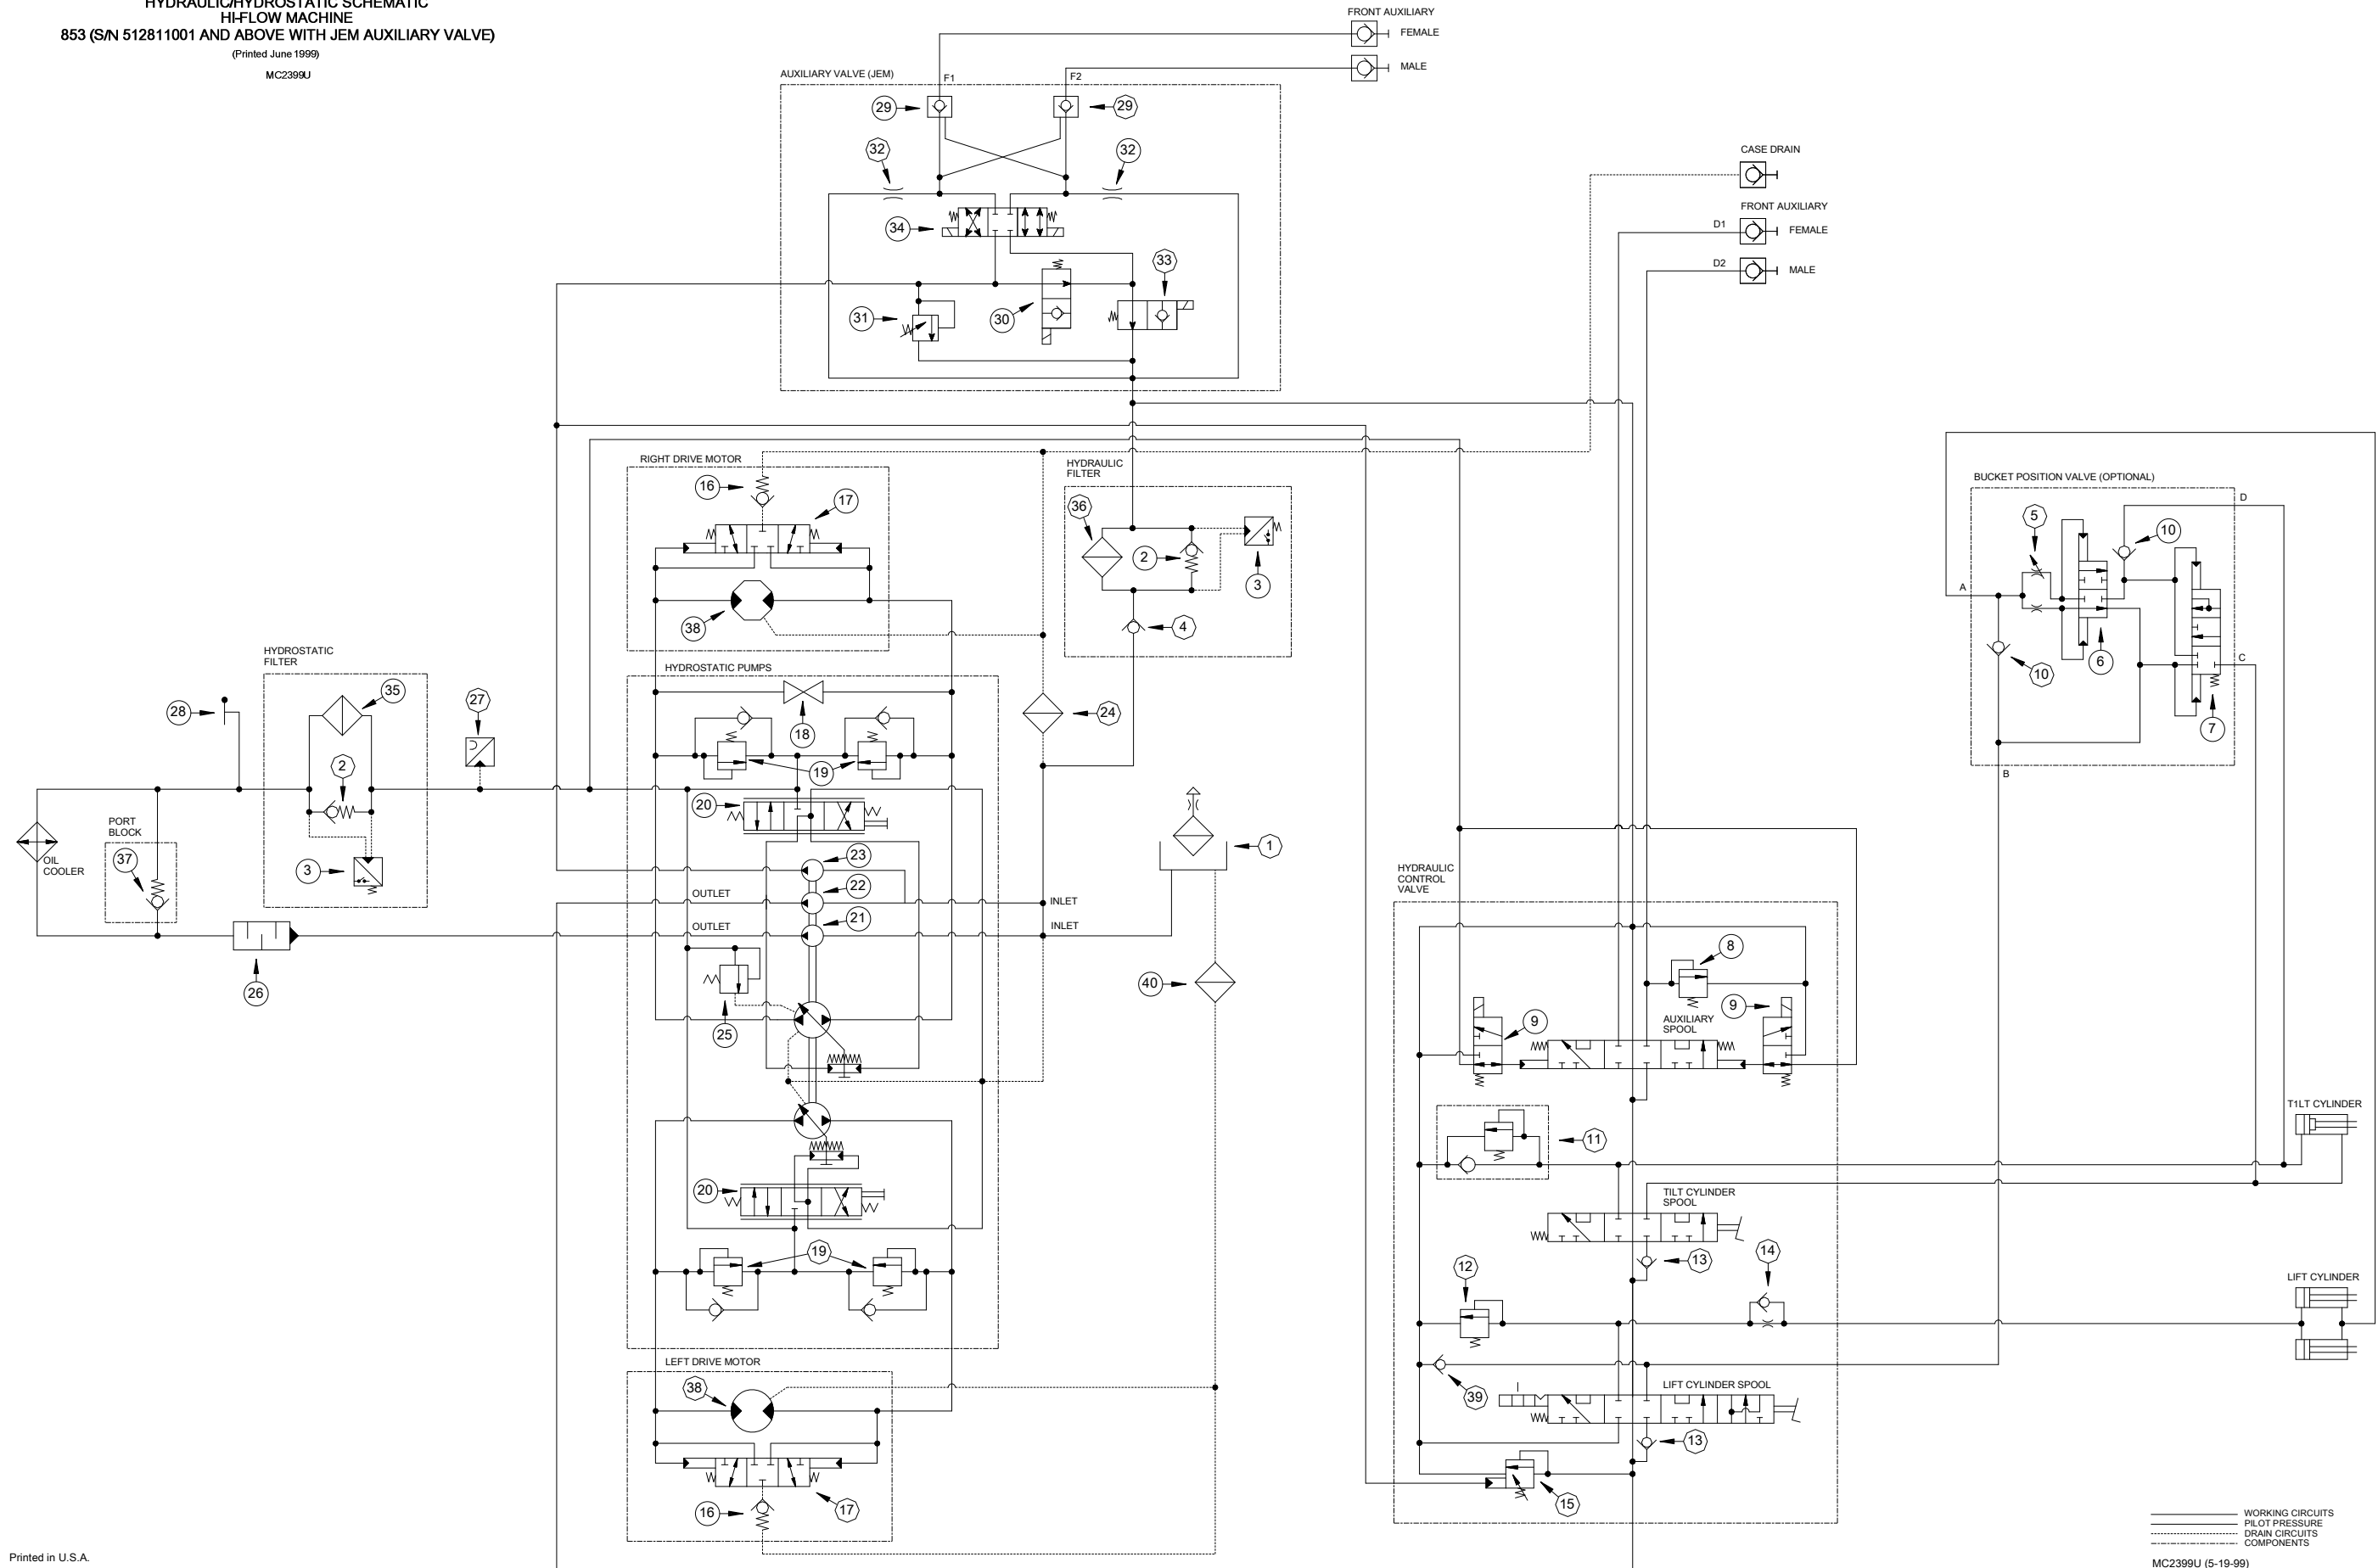 HYDRAULIC/HYDROSTATIC SCHEMATIC
HI-FLOW MACHINE
853 (S/N 512811001 AND ABOVE WITH JEM AUXILIARY VALVE)
(Printed June 1999)
MC2399U
FRONT AUXILIARY
FEMALE
MALE
AUXILIARY VALVE (JEM)
F1
F2
29
29
32
32
34
33
31
30
CASE DRAIN
FRONT AUXILIARY
D1
FEMALE
D2
MALE
RIGHT DRIVE MOTOR
16
17
38
HYDRAULIC
FILTER
36
2
3
4
BUCKET POSITION VALVE (OPTIONAL)
D
5
10
A
6
C
10
7
B
HYDROSTATIC
FILTER
35
28
27
2
3
PORT
BLOCK
37
OIL
COOLER
26
HYDROSTATIC PUMPS
18
19
20
23
22
OUTLET
INLET
21
OUTLET
INLET
25
24
1
40
20
19
LEFT DRIVE MOTOR
38
17
16
HYDRAULIC
CONTROL
VALVE
8
9
9
AUXILIARY
SPOOL
11
T1LT CYLINDER
TILT CYLINDER
SPOOL
13
14
12
LIFT CYLINDER
39
LIFT CYLINDER SPOOL
13
15
WORKING CIRCUITS
PILOT PRESSURE
DRAIN CIRCUITS
COMPONENTS
MC2399U (5-19-99)
Printed in U.S.A.